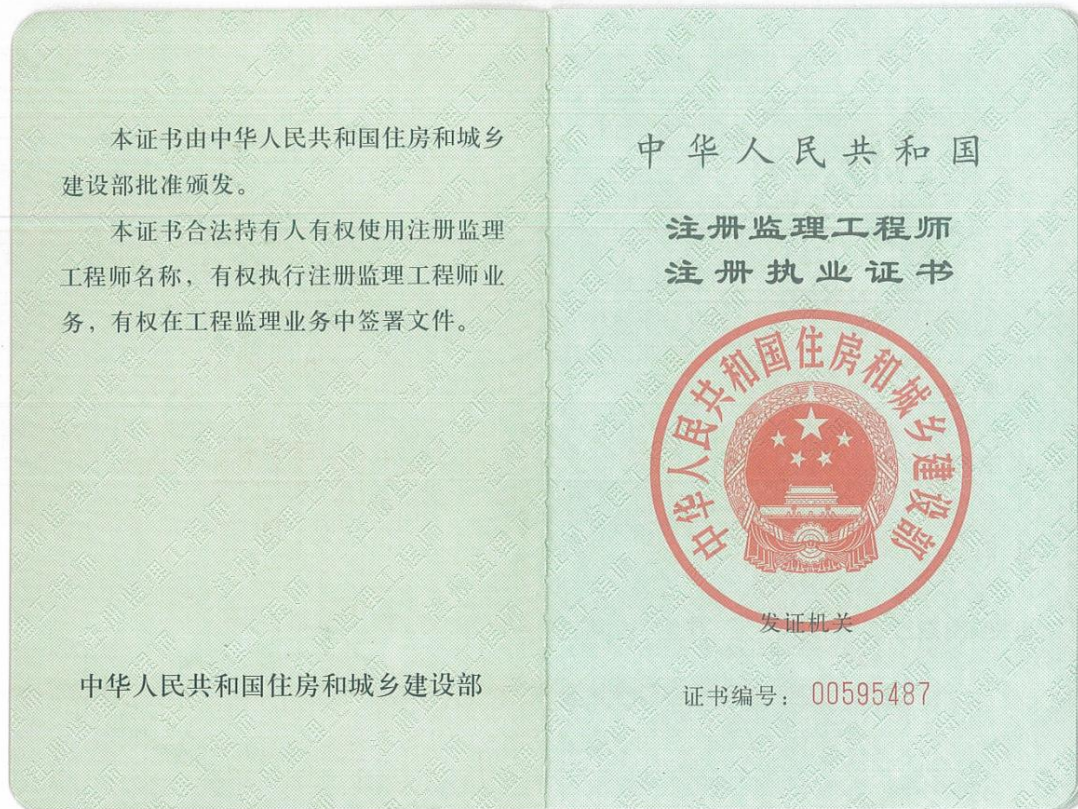 本证书由中华人民共和国住房和城乡
建设部批准颁发。
本证书合法持有人有权使用注册监理
工程师名称，有权执行注册监理工程师业
务，有权在工程监理业务中签署文件。
中华人民共和国住房和城乡建设部
中华人民共和国
注册监理工程师
注册执业证书
中华人民共和国住房和城乡建设部
发证机关
证书编号：00595487